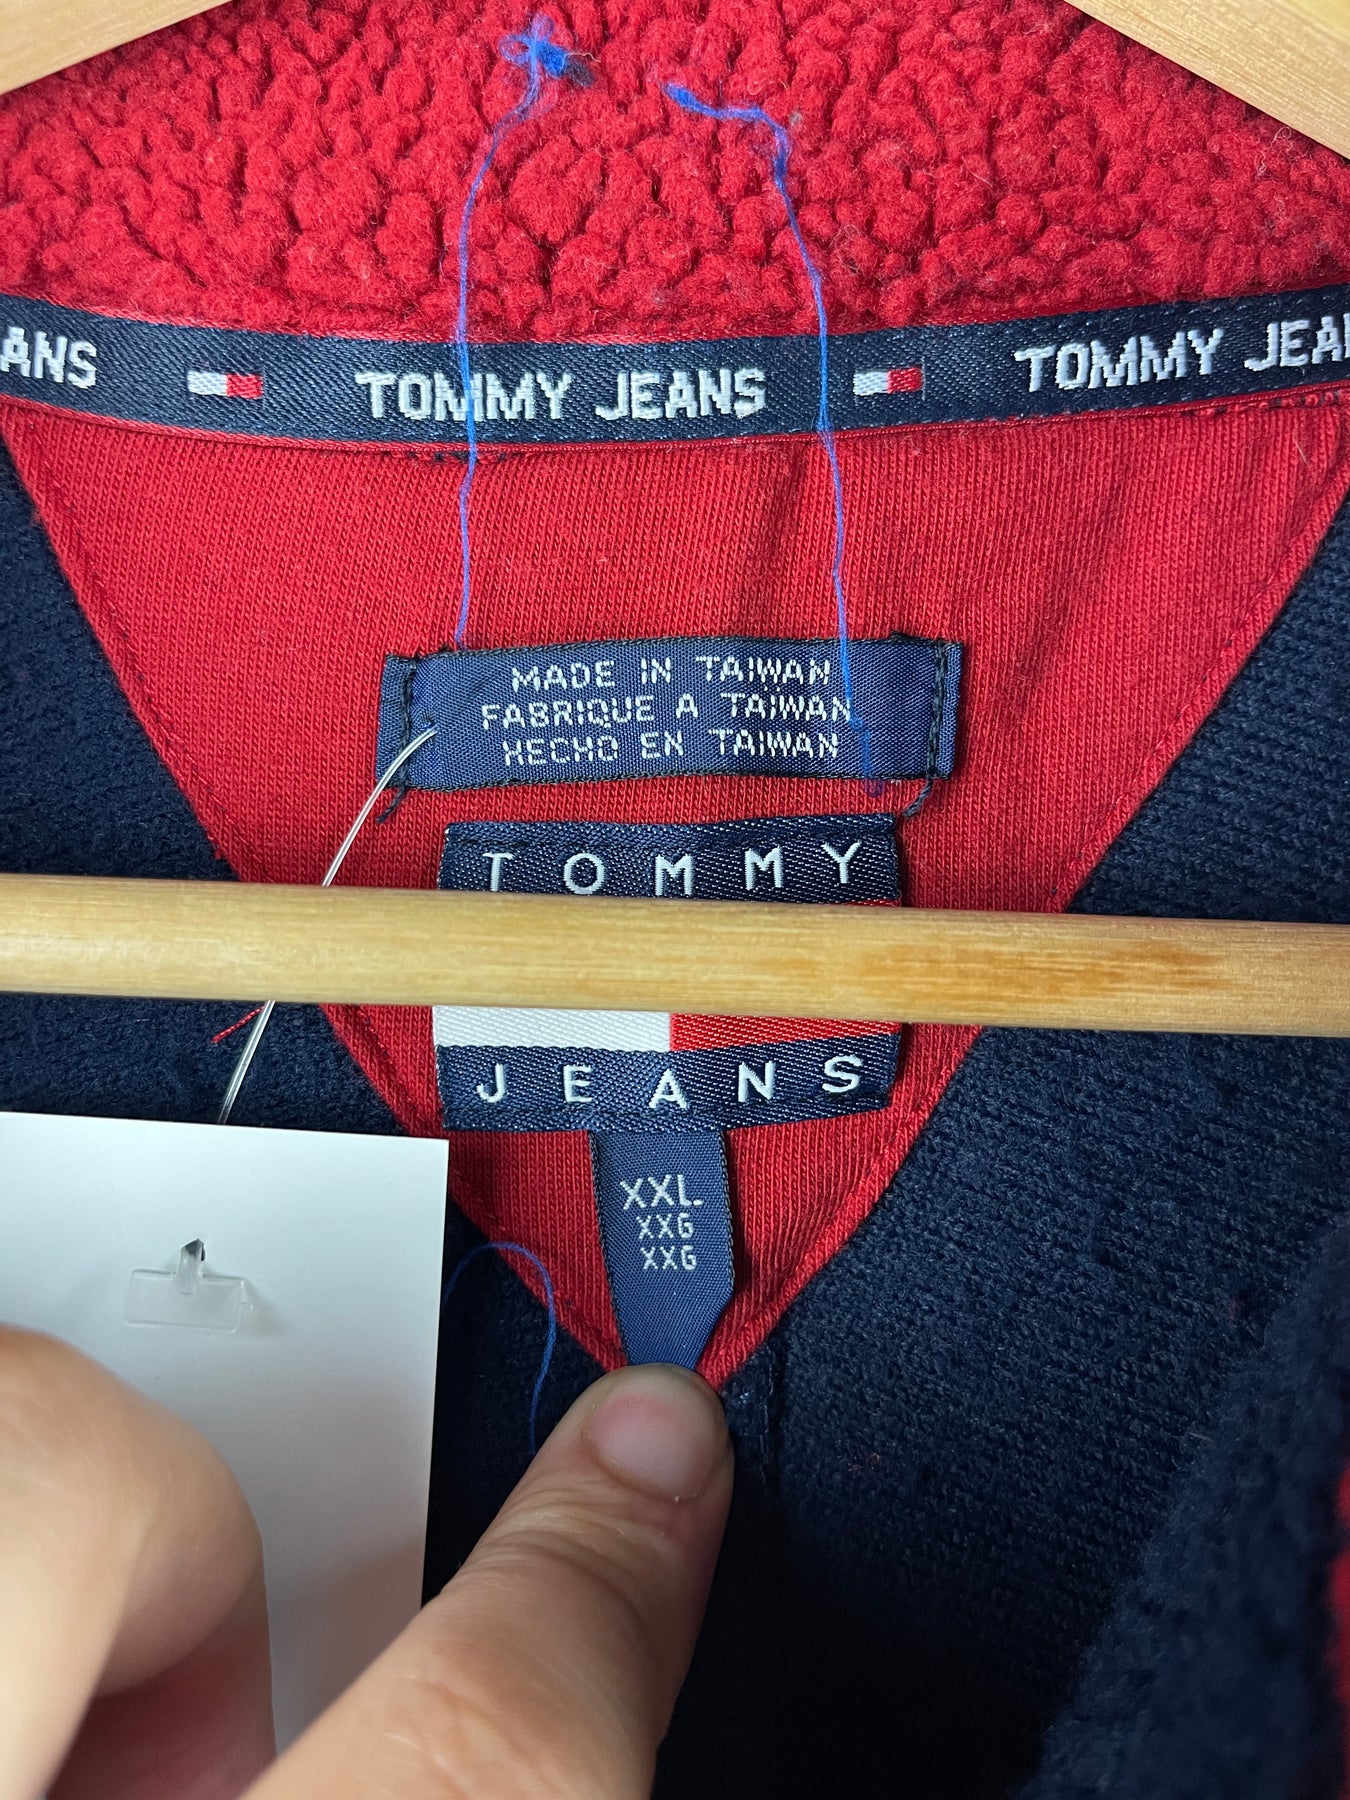 ANS TOMMY JEANS TOMMY JEA
MADE IN TAIWAN
FABRIQUE A TAIWAN
HECHO EN TAIWAN
TOMMY
JEANS
XXL
XXG
XXG